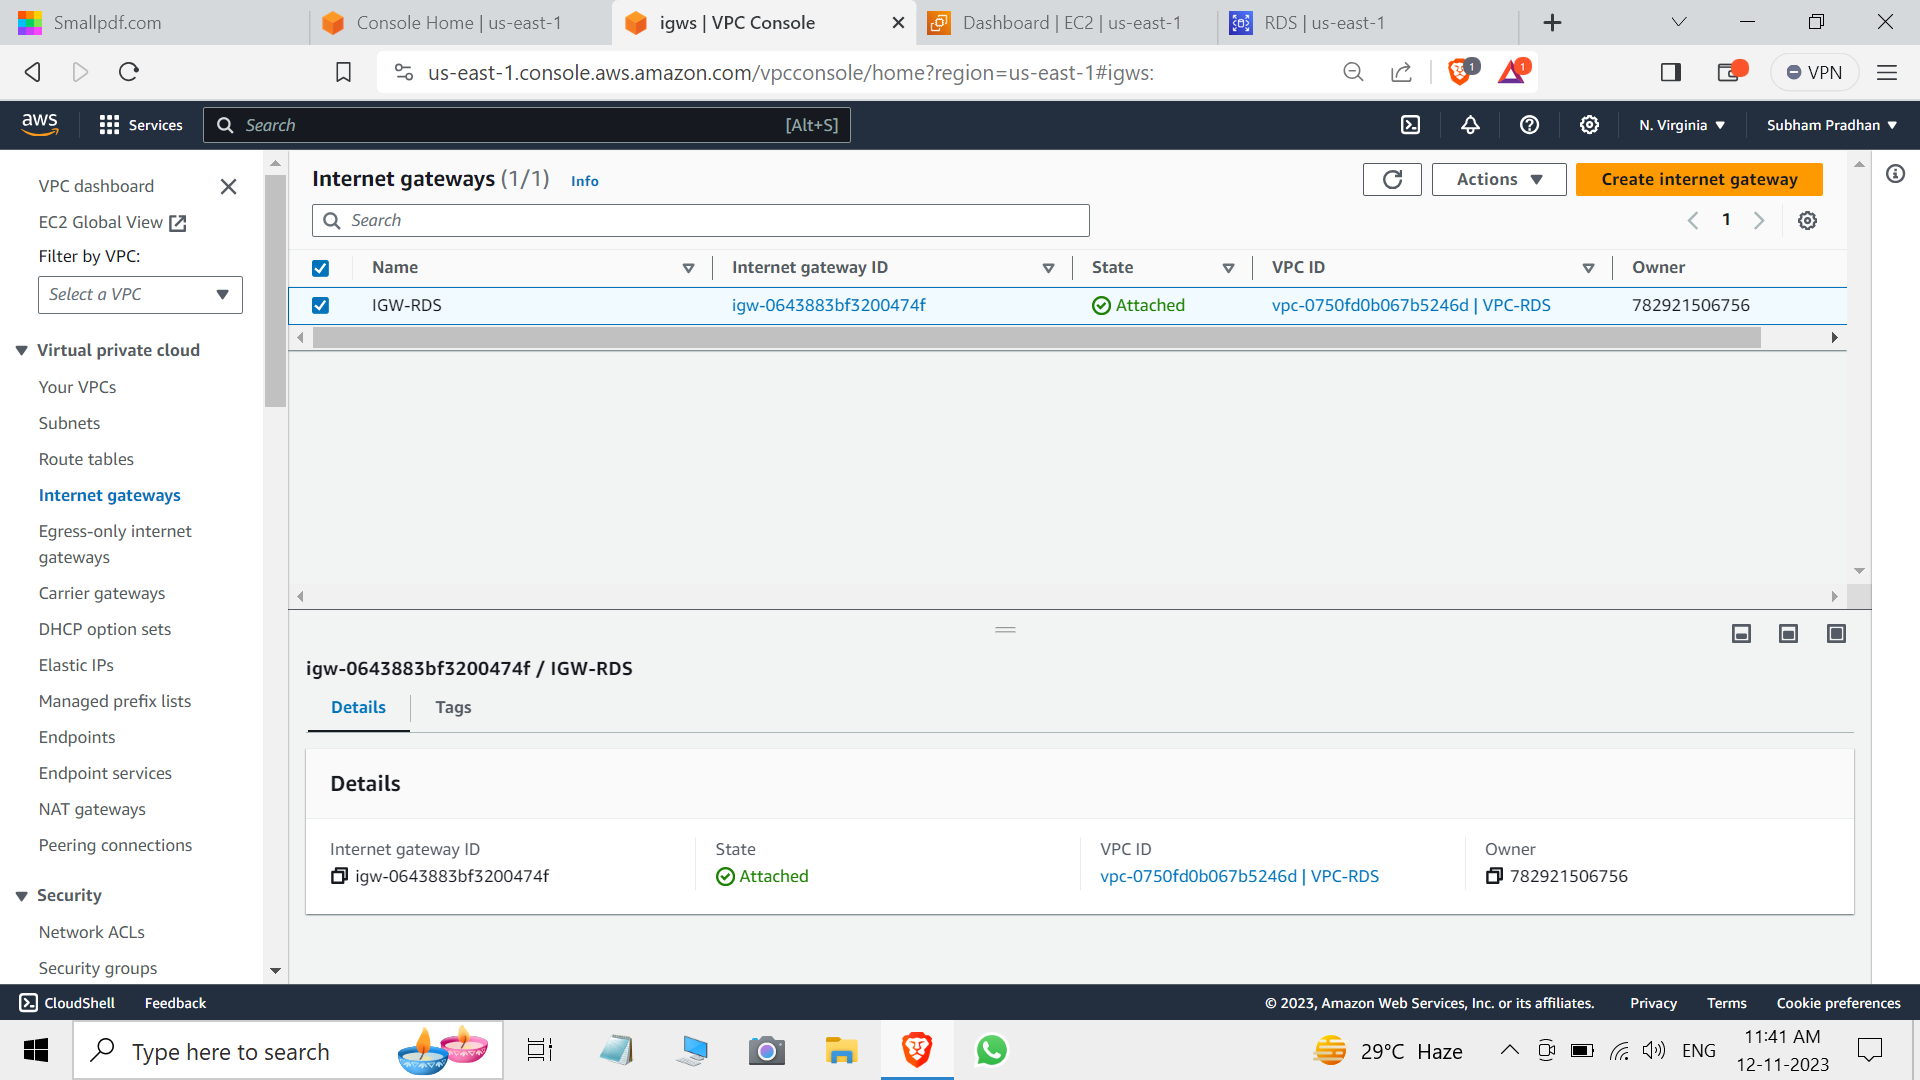 Smallpdf.com
Console Home | us-east-1
igws | VPC Console
Dashboard | EC2 | us-east-1
RDS | us-east-1
us-east-1.console.aws.amazon.com/vpcconsole/home?region=us-east-1#igws:
1
1
VPN
aws
Services
Search
[Alt+S]
N. Virginia
Subham Pradhan
VPC dashboard
EC2 Global View
Filter by VPC:
Select a VPC
Virtual private cloud
Your VPCs
Subnets
Route tables
Internet gateways
Egress-only internet
gateways
Carrier gateways
DHCP option sets
Elastic IPs
Managed prefix lists
Endpoints
Endpoint services
NAT gateways
Peering connections
Security
Network ACLs
Security groups
Internet gateways (1/1) Info
Actions
Create internet gateway
Search
1
Name Internet gateway ID State VPC ID Owner
IGW-RDS igw-0643883bf3200474f Attached vpc-0750fd0b067b5246d | VPC-RDS 782921506756
igw-0643883bf3200474f / IGW-RDS
Details Tags
Details
Internet gateway ID State VPC ID Owner
igw-0643883bf3200474f Attached vpc-0750fd0b067b5246d | VPC-RDS 782921506756
CloudShell Feedback © 2023, Amazon Web Services, Inc. or its affiliates. Privacy Terms Cookie preferences
Type here to search
29°C Haze
ENG
11:41 AM
12-11-2023